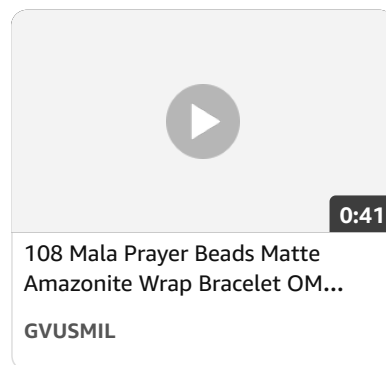 0:41
108 Mala Prayer Beads Matte
Amazonite Wrap Bracelet OM...
GVUSMIL